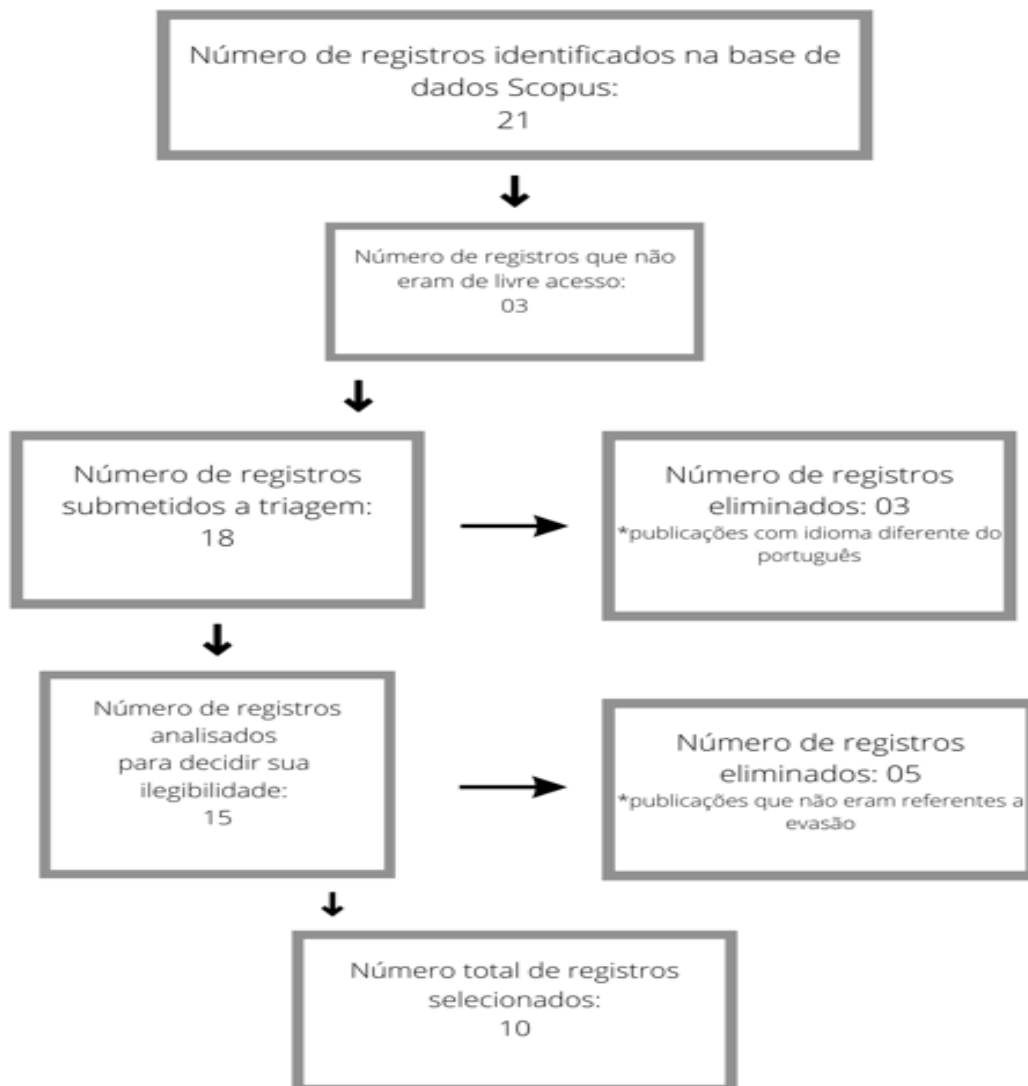 Número de registros identificados na base de
dados Scopus:
21
Número de registros que não
eram de livre acesso:
03
Número de registros
submetidos a triagem:
18
Número de registros
eliminados: 03
*publicações com idioma diferente do
português
Número de registros
analisados
para decidir sua
ilegibilidade:
15
Número de registros
eliminados: 05
*publicações que não eram referentes a
evasão
Número total de registros
selecionados:
10